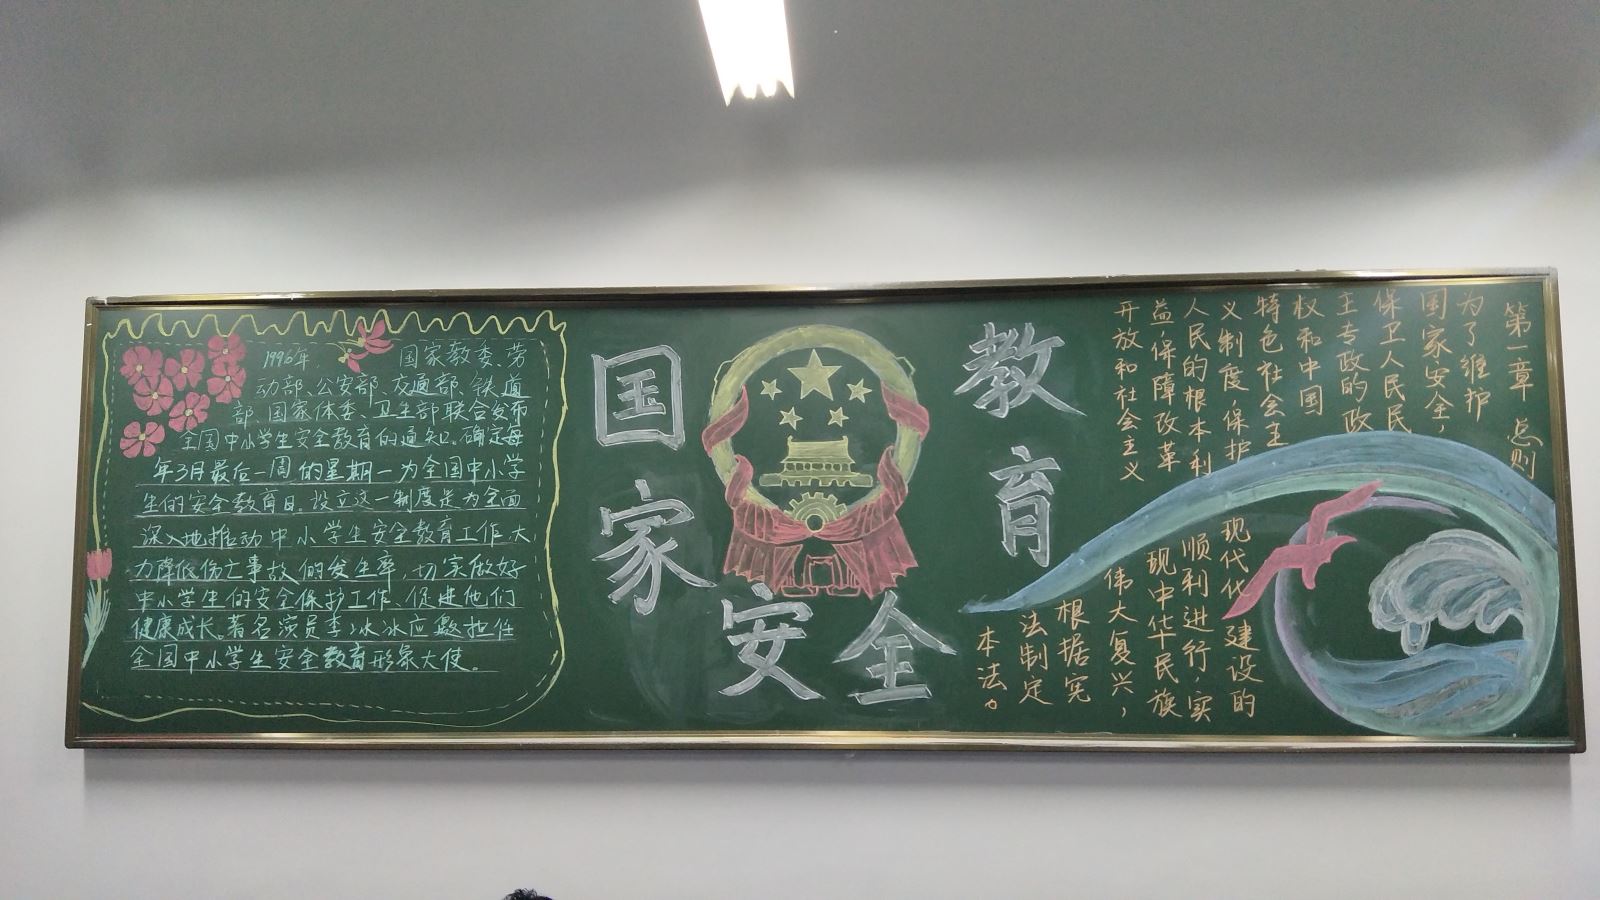 1996年, 国家教委、劳
动部、公安部、交通部、铁道
部、国家体委、卫生部联合发布
全国中小学生安全教育的通知。确定每
年3月最后一周的星期一为全国中小学
生的安全教育日。设立这一制度是为全面
深入地推动中小学生安全教育工作,大
力降低伤亡事故的发生率,切实做好
中小学生的安全保护工作、促进他们
健康成长。著名演员李冰冰应邀担任
全国中小学生安全教育形象大使。
国
家
安
全
教
育
第一章 总则
为了维护
国家安全,
保卫人民民
主专政的政
权和中国
特色社会主
义制度,保护
人民的根本利
益,保障改革
开放和社会主义
现代化建设的
顺利进行,实
现中华民族
伟大复兴,
根据宪
法制定
本法。